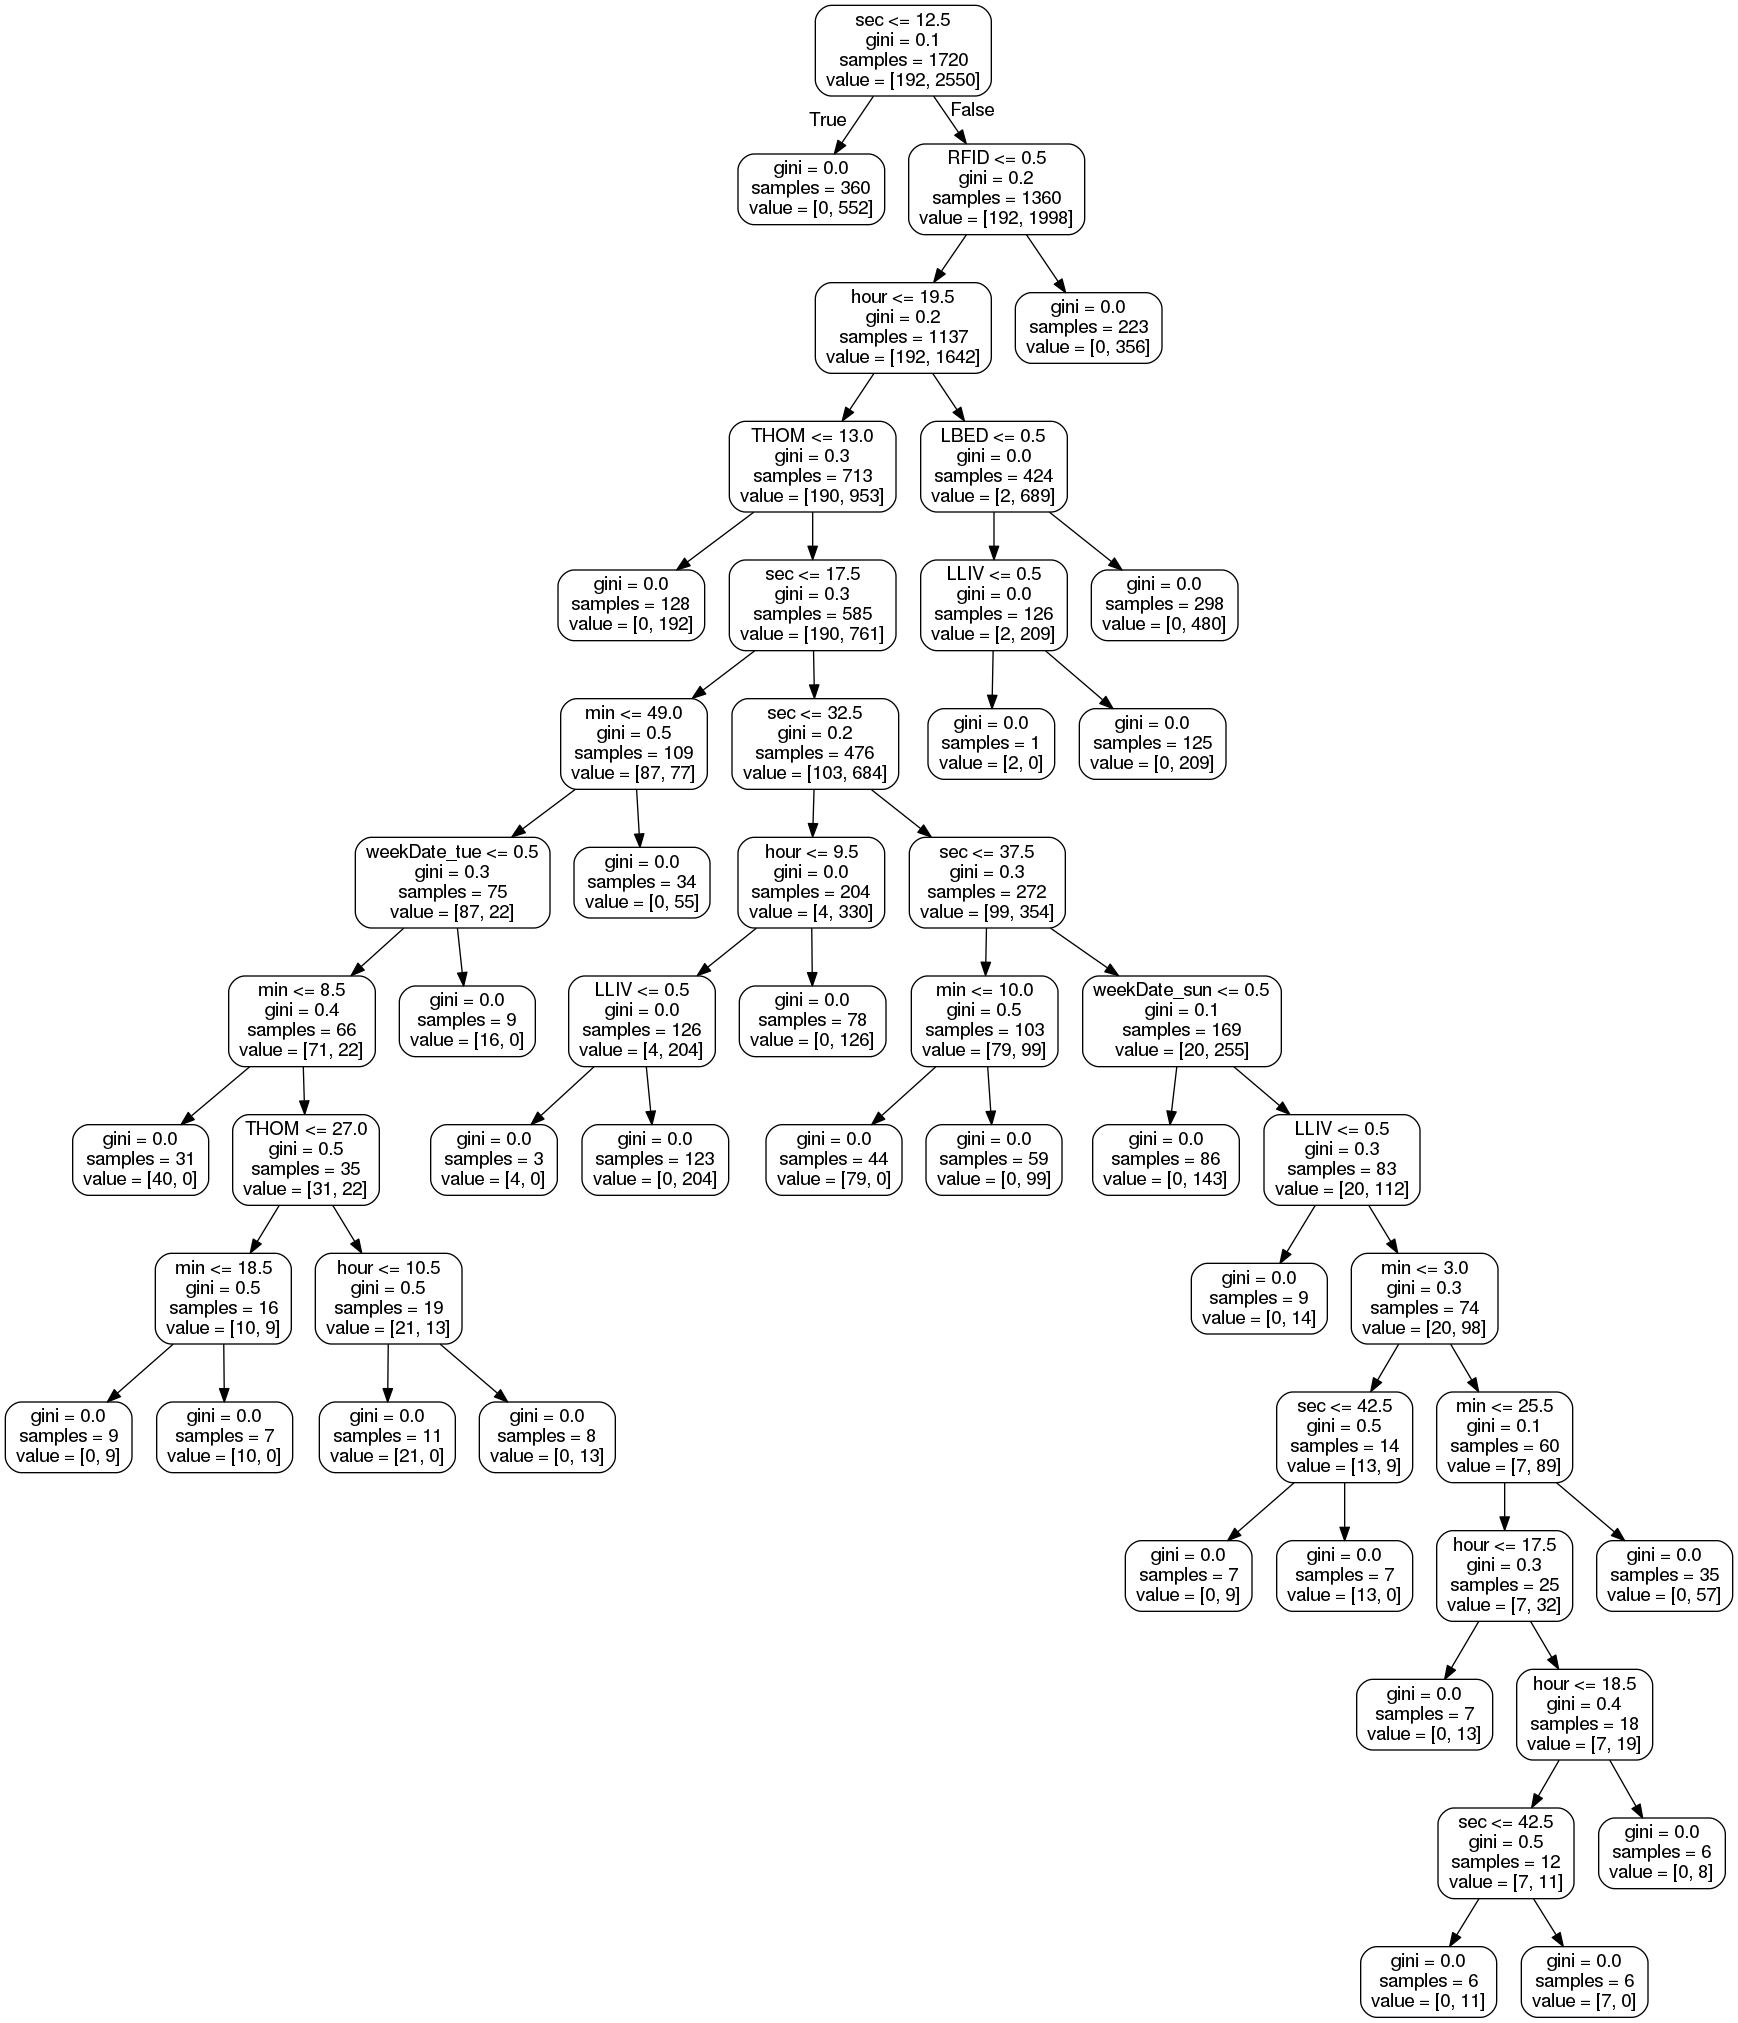 sec <= 12.5
gini = 0.1
samples = 1720
value = [192, 2550]
True
False
gini = 0.0
samples = 360
value = [0, 552]
RFID <= 0.5
gini = 0.2
samples = 1360
value = [192, 1998]
hour <= 19.5
gini = 0.2
samples = 1137
value = [192, 1642]
gini = 0.0
samples = 223
value = [0, 356]
THOM <= 13.0
gini = 0.3
samples = 713
value = [190, 953]
LBED <= 0.5
gini = 0.0
samples = 424
value = [2, 689]
gini = 0.0
samples = 128
value = [0, 192]
sec <= 17.5
gini = 0.3
samples = 585
value = [190, 761]
LLIV <= 0.5
gini = 0.0
samples = 126
value = [2, 209]
gini = 0.0
samples = 298
value = [0, 480]
min <= 49.0
gini = 0.5
samples = 109
value = [87, 77]
sec <= 32.5
gini = 0.2
samples = 476
value = [103, 684]
gini = 0.0
samples = 1
value = [2, 0]
gini = 0.0
samples = 125
value = [0, 209]
weekDate_tue <= 0.5
gini = 0.3
samples = 75
value = [87, 22]
gini = 0.0
samples = 34
value = [0, 55]
hour <= 9.5
gini = 0.0
samples = 204
value = [4, 330]
sec <= 37.5
gini = 0.3
samples = 272
value = [99, 354]
min <= 8.5
gini = 0.4
samples = 66
value = [71, 22]
gini = 0.0
samples = 9
value = [16, 0]
LLIV <= 0.5
gini = 0.0
samples = 126
value = [4, 204]
gini = 0.0
samples = 78
value = [0, 126]
min <= 10.0
gini = 0.5
samples = 103
value = [79, 99]
weekDate_sun <= 0.5
gini = 0.1
samples = 169
value = [20, 255]
gini = 0.0
samples = 31
value = [40, 0]
THOM <= 27.0
gini = 0.5
samples = 35
value = [31, 22]
gini = 0.0
samples = 3
value = [4, 0]
gini = 0.0
samples = 123
value = [0, 204]
gini = 0.0
samples = 44
value = [79, 0]
gini = 0.0
samples = 59
value = [0, 99]
gini = 0.0
samples = 86
value = [0, 143]
LLIV <= 0.5
gini = 0.3
samples = 83
value = [20, 112]
min <= 18.5
gini = 0.5
samples = 16
value = [10, 9]
hour <= 10.5
gini = 0.5
samples = 19
value = [21, 13]
gini = 0.0
samples = 9
value = [0, 14]
min <= 3.0
gini = 0.3
samples = 74
value = [20, 98]
gini = 0.0
samples = 9
value = [0, 9]
gini = 0.0
samples = 7
value = [10, 0]
gini = 0.0
samples = 11
value = [21, 0]
gini = 0.0
samples = 8
value = [0, 13]
sec <= 42.5
gini = 0.5
samples = 14
value = [13, 9]
min <= 25.5
gini = 0.1
samples = 60
value = [7, 89]
gini = 0.0
samples = 7
value = [0, 9]
gini = 0.0
samples = 7
value = [13, 0]
hour <= 17.5
gini = 0.3
samples = 25
value = [7, 32]
gini = 0.0
samples = 35
value = [0, 57]
gini = 0.0
samples = 7
value = [0, 13]
hour <= 18.5
gini = 0.4
samples = 18
value = [7, 19]
sec <= 42.5
gini = 0.5
samples = 12
value = [7, 11]
gini = 0.0
samples = 6
value = [0, 8]
gini = 0.0
samples = 6
value = [0, 11]
gini = 0.0
samples = 6
value = [7, 0]